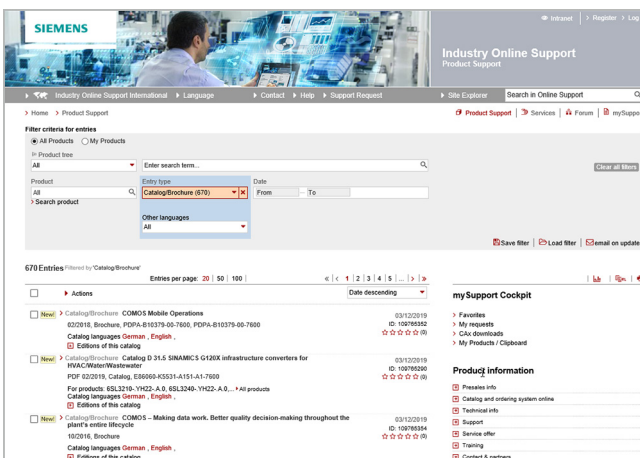 SIEMENS
Intranet > Register > Log
Industry Online Support
Product Support
Industry Online Support International Language Contact Help Support Request Site Explorer Search in Online Support
> Home > Product Support
Product Support Services Forum mySuppo
Filter criteria for entries
All Products My Products
Product tree
All Enter search term...
Clear all filters
Product Entry type Date
All Catalog/Brochure (670) From To
> Search product
Other languages
All
Save filter Load filter email on update
670 Entries Filtered by 'Catalog/Brochure'
Entries per page: 20 | 50 | 100 « < 1 | 2 | 3 | 4 | 5 | ... | > | »
Actions Date descending
mySupport Cockpit
New! > Catalog/Brochure COMOS Mobile Operations 03/12/2019
02/2018, Brochure, PDPA-B10379-00-7600, PDPA-B10379-00-7600 ID: 109765352
Catalog languages German , English , (0)
Editions of this catalog
> Favorites
> My requests
> CAx downloads
> My Products / Clipboard
New! > Catalog/Brochure Catalog D 31.5 SINAMICS G120X infrastructure converters for 03/12/2019
HVAC/Water/Wastewater ID: 109765290
PDF 02/2019, Catalog, E86060-K5531-A151-A1-7600 (0)
For products: 6SL3210-.YH22-.A.0, 6SL3240-.YH22-.A.0,... All products
Catalog languages German , English ,
Editions of this catalog
Product information
Presales info
Catalog and ordering system online
Technical info
Support
Service offer
Training
Contact & partners
New! > Catalog/Brochure COMOS – Making data work. Better quality decision-making throughout the 03/12/2019
plant's entire lifecycle ID: 109765354
10/2016, Brochure (0)
Catalog languages German , English ,
Editions of this catalog